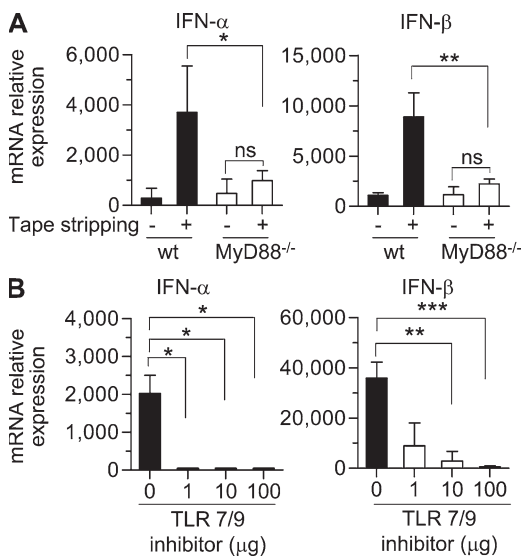 A
IFN-α
IFN-β
mRNA relative
expression
6,000
4,000
2,000
0
*
ns
15,000
10,000
5,000
2,500
0
**
ns
Tape stripping - + - + - + - +
wt MyD88-/- wt MyD88-/-
B
IFN-α
IFN-β
mRNA relative
expression
4,000
3,000
2,000
1,000
0
*
*
*
60,000
40,000
20,000
0
***
**
0 1 10 100 0 1 10 100
TLR 7/9 TLR 7/9
inhibitor (µg) inhibitor (µg)